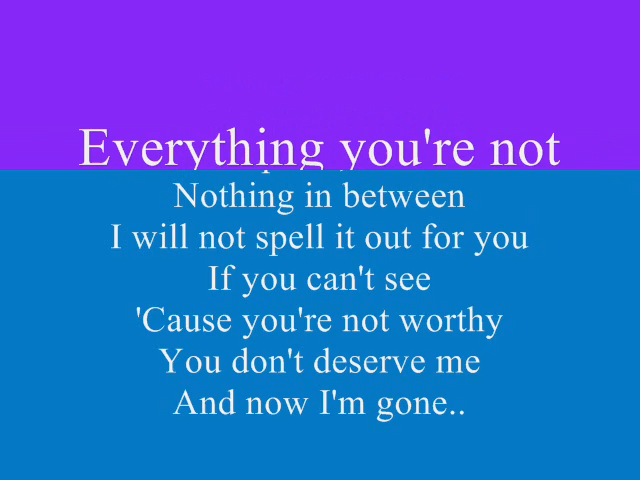 Everything you're not
Nothing in between
I will not spell it out for you
If you can't see
'Cause you're not worthy
You don't deserve me
And now I'm gone..